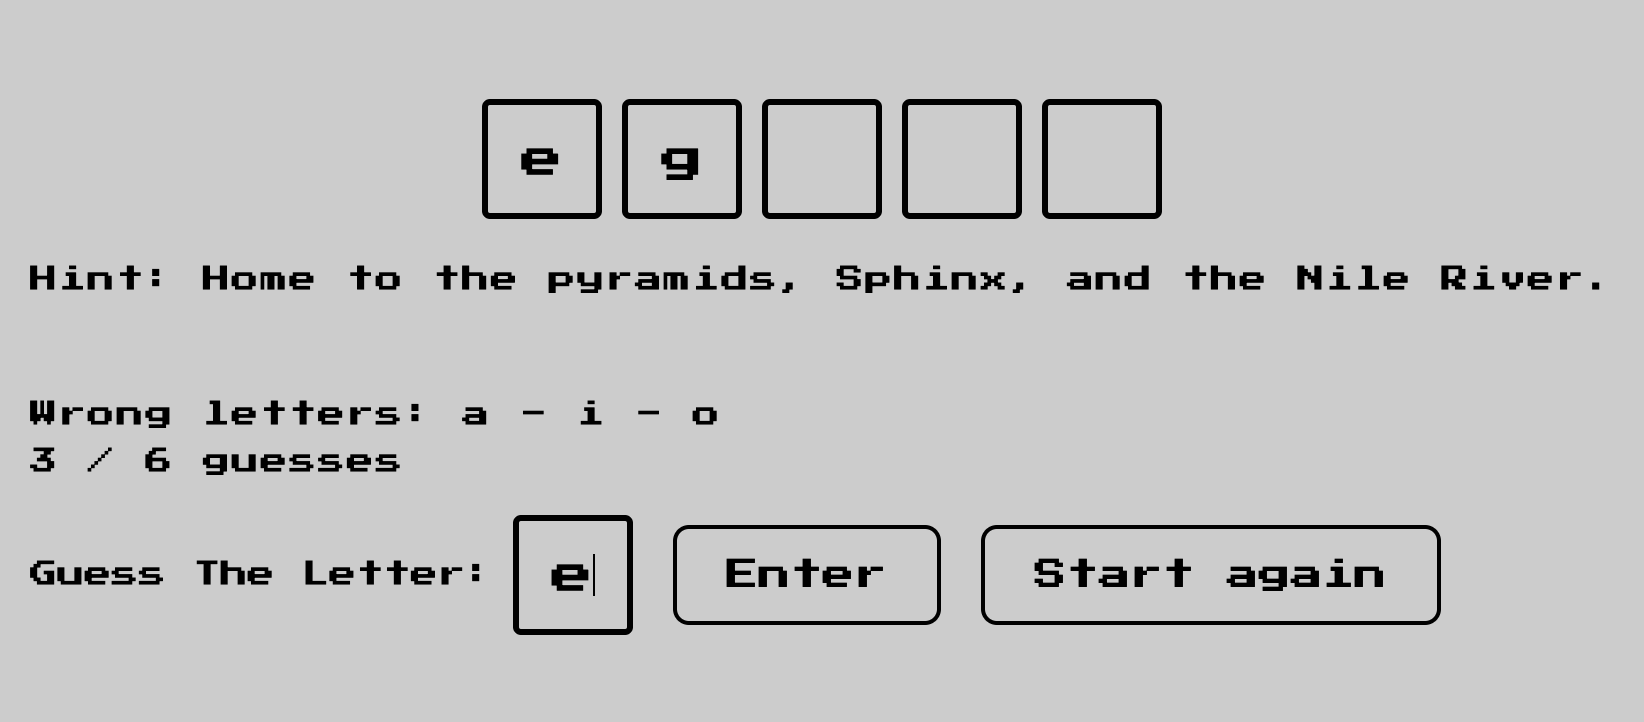 e g
Hint: Home to the pyramids, Sphinx, and the Nile River.
Wrong letters: a - i - o
3 / 6 guesses
Guess The Letter: e Enter Start again